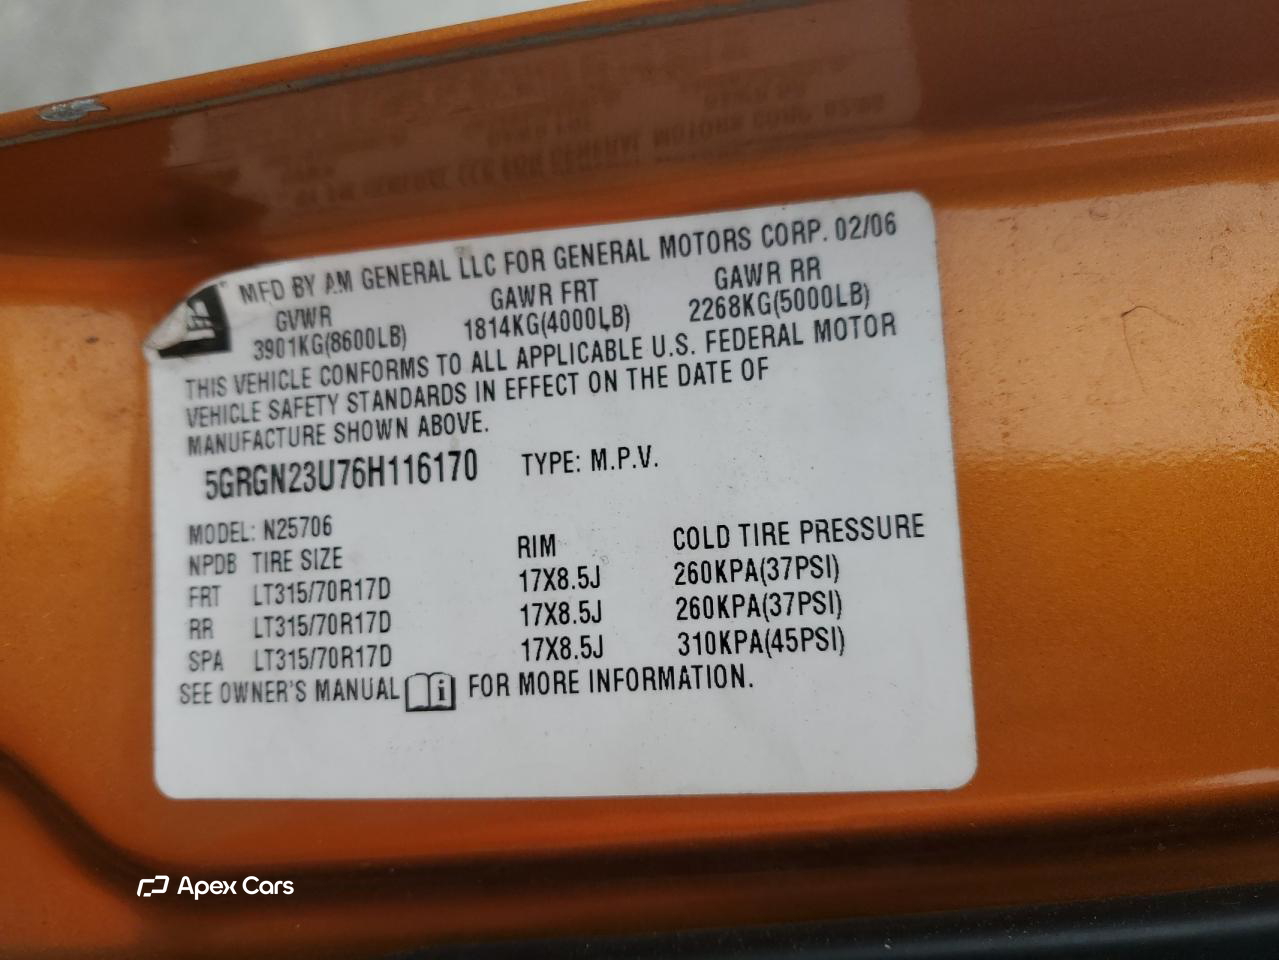 MFD BY AM GENERAL LLC FOR GENERAL MOTORS CORP. 02/06
GVWR GAWR FRT GAWR RR
3901KG(8600LB) 1814KG(4000LB) 2268KG(5000LB)
THIS VEHICLE CONFORMS TO ALL APPLICABLE U.S. FEDERAL MOTOR
VEHICLE SAFETY STANDARDS IN EFFECT ON THE DATE OF
MANUFACTURE SHOWN ABOVE.
5GRGN23U76H116170 TYPE: M.P.V.
MODEL: N25706
NPDB TIRE SIZE RIM COLD TIRE PRESSURE
FRT LT315/70R17D 17X8.5J 260KPA(37PSI)
RR LT315/70R17D 17X8.5J 260KPA(37PSI)
SPA LT315/70R17D 17X8.5J 310KPA(45PSI)
SEE OWNER'S MANUAL i FOR MORE INFORMATION.
Apex Cars